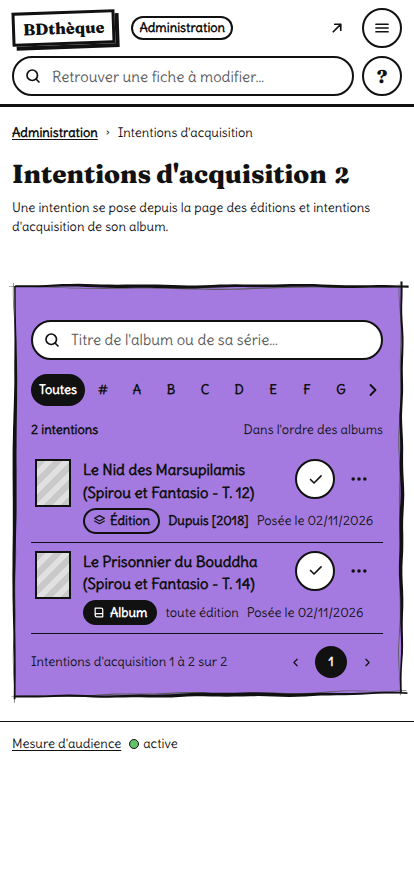 BDthèque
Administration
Retrouver une fiche à modifier...
?
Administration › Intentions d'acquisition
Intentions d'acquisition 2
Une intention se pose depuis la page des éditions et intentions
d'acquisition de son album.
Titre de l'album ou de sa série...
Toutes # A B C D E F G
2 intentions Dans l'ordre des albums
Le Nid des Marsupilamis
(Spirou et Fantasio - T. 12)
Édition Depuis [2018] Posée le 02/11/2026
Le Prisonnier du Bouddha
(Spirou et Fantasio - T. 14)
Album toute édition Posée le 02/11/2026
Intentions d'acquisition 1 à 2 sur 2 ‹ 1 ›
Mesure d'audience active